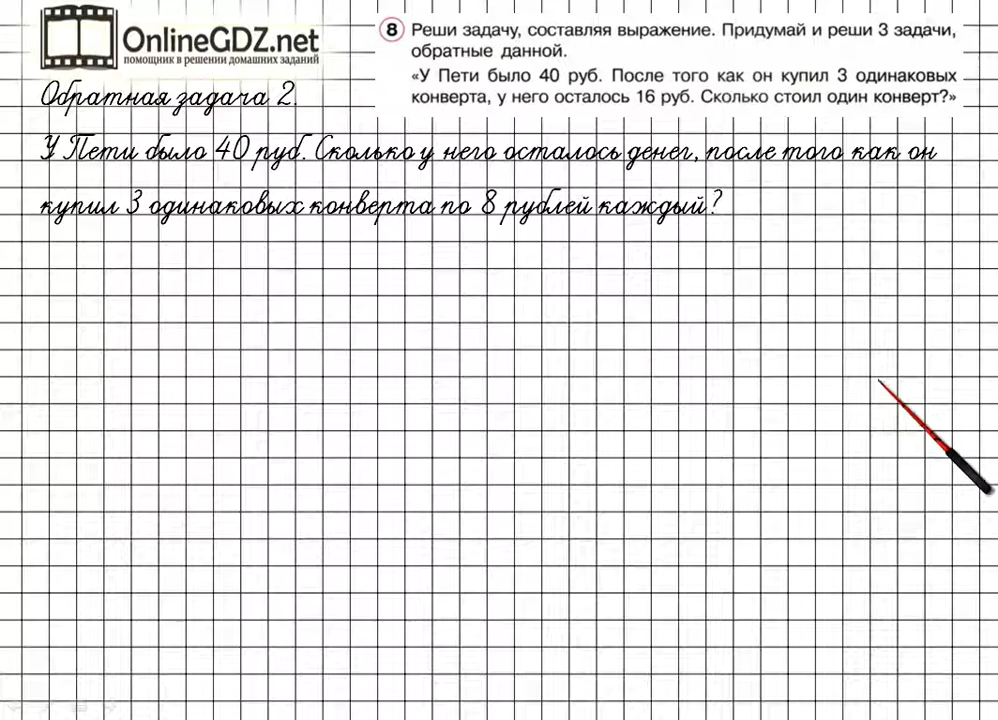 OnlineGDZ.net
помощник в решении домашних заданий
8 Реши задачу, составляя выражение. Придумай и реши 3 задачи,
обратные данной.
«У Пети было 40 руб. После того как он купил 3 одинаковых
конверта, у него осталось 16 руб. Сколько стоил один конверт?»
Обратная задача 2.
У Пети было 40 руб. Сколько у него осталось денег, после того как он
купил 3 одинаковых конверта по 8 рублей каждый?